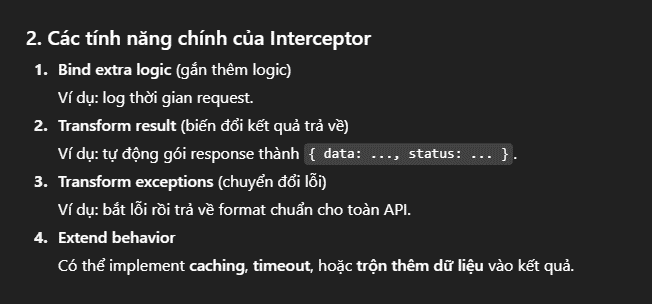 2. Các tính năng chính của Interceptor
1. Bind extra logic (gắn thêm logic)
Ví dụ: log thời gian request.
2. Transform result (biến đổi kết quả trả về)
Ví dụ: tự động gói response thành { data: ..., status: ... }.
3. Transform exceptions (chuyển đổi lỗi)
Ví dụ: bắt lỗi rồi trả về format chuẩn cho toàn API.
4. Extend behavior
Có thể implement caching, timeout, hoặc trộn thêm dữ liệu vào kết quả.